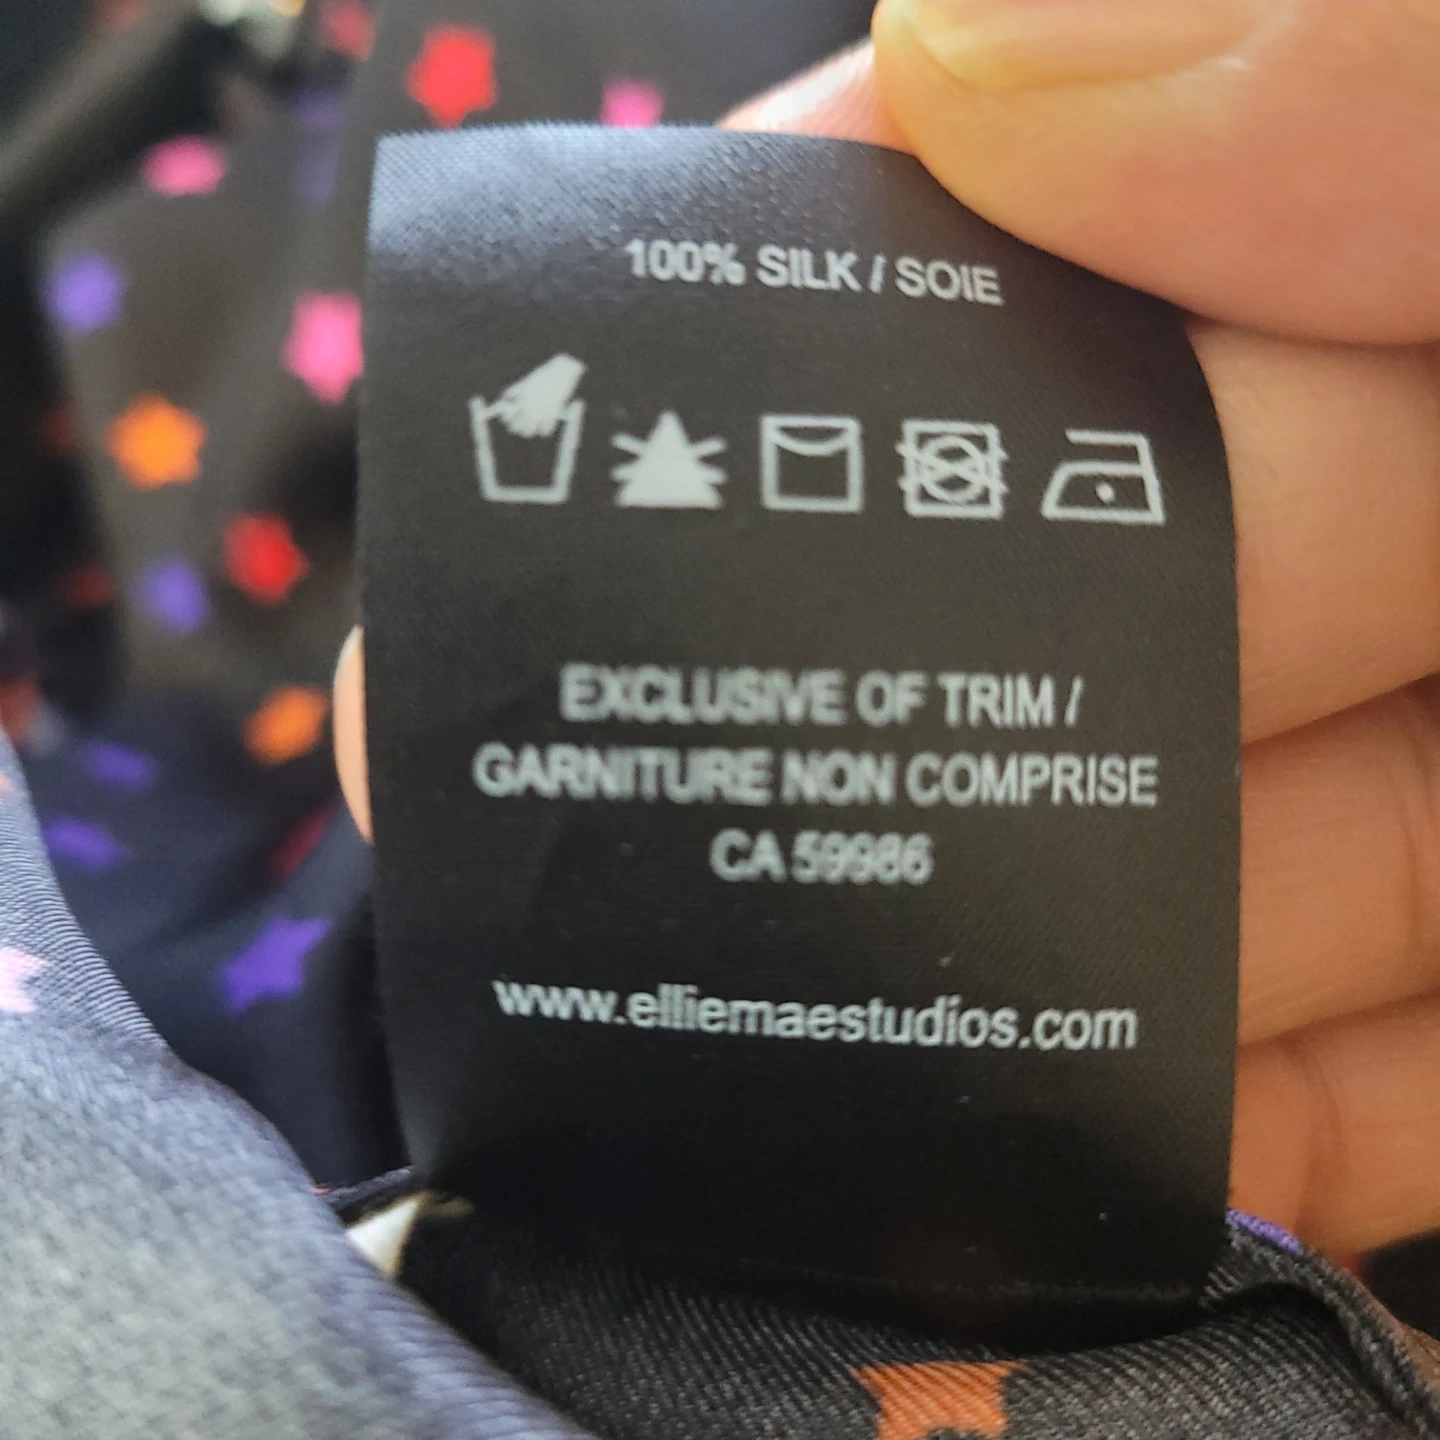 100% SILK / SOIE
EXCLUSIVE OF TRIM /
GARNITURE NON COMPRISE
CA 59986
www.elliemaestudios.com